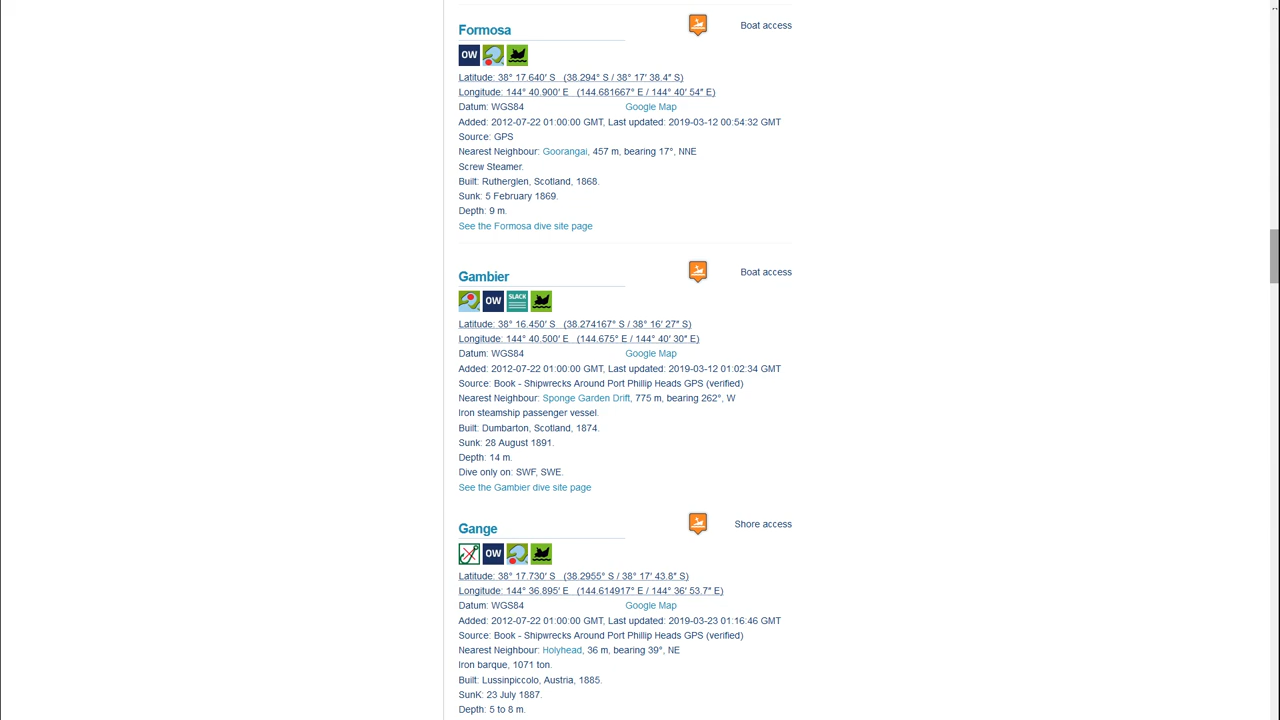 Formosa
Boat access
OW
Latitude: 38° 17.640′ S (38.294° S / 38° 17′ 38.4″ S)
Longitude: 144° 40.900′ E (144.681667° E / 144° 40′ 54″ E)
Datum: WGS84 Google Map
Added: 2012-07-22 01:00:00 GMT, Last updated: 2019-03-12 00:54:32 GMT
Source: GPS
Nearest Neighbour: Goorangai, 457 m, bearing 17°, NNE
Screw Steamer.
Built: Rutherglen, Scotland, 1868.
Sunk: 5 February 1869.
Depth: 9 m.
See the Formosa dive site page
Gambier
Boat access
OW SLACK
Latitude: 38° 16.450′ S (38.274167° S / 38° 16′ 27″ S)
Longitude: 144° 40.500′ E (144.675° E / 144° 40′ 30″ E)
Datum: WGS84 Google Map
Added: 2012-07-22 01:00:00 GMT, Last updated: 2019-03-12 01:02:34 GMT
Source: Book - Shipwrecks Around Port Phillip Heads GPS (verified)
Nearest Neighbour: Sponge Garden Drift, 775 m, bearing 262°, W
Iron steamship passenger vessel.
Built: Dumbarton, Scotland, 1874.
Sunk: 28 August 1891.
Depth: 14 m.
Dive only on: SWF, SWE.
See the Gambier dive site page
Gange
Shore access
OW
Latitude: 38° 17.730′ S (38.2955° S / 38° 17′ 43.8″ S)
Longitude: 144° 36.895′ E (144.614917° E / 144° 36′ 53.7″ E)
Datum: WGS84 Google Map
Added: 2012-07-22 01:00:00 GMT, Last updated: 2019-03-23 01:16:46 GMT
Source: Book - Shipwrecks Around Port Phillip Heads GPS (verified)
Nearest Neighbour: Holyhead, 36 m, bearing 39°, NE
Iron barque, 1071 ton.
Built: Lussinpiccolo, Austria, 1885.
SunK: 23 July 1887.
Depth: 5 to 8 m.